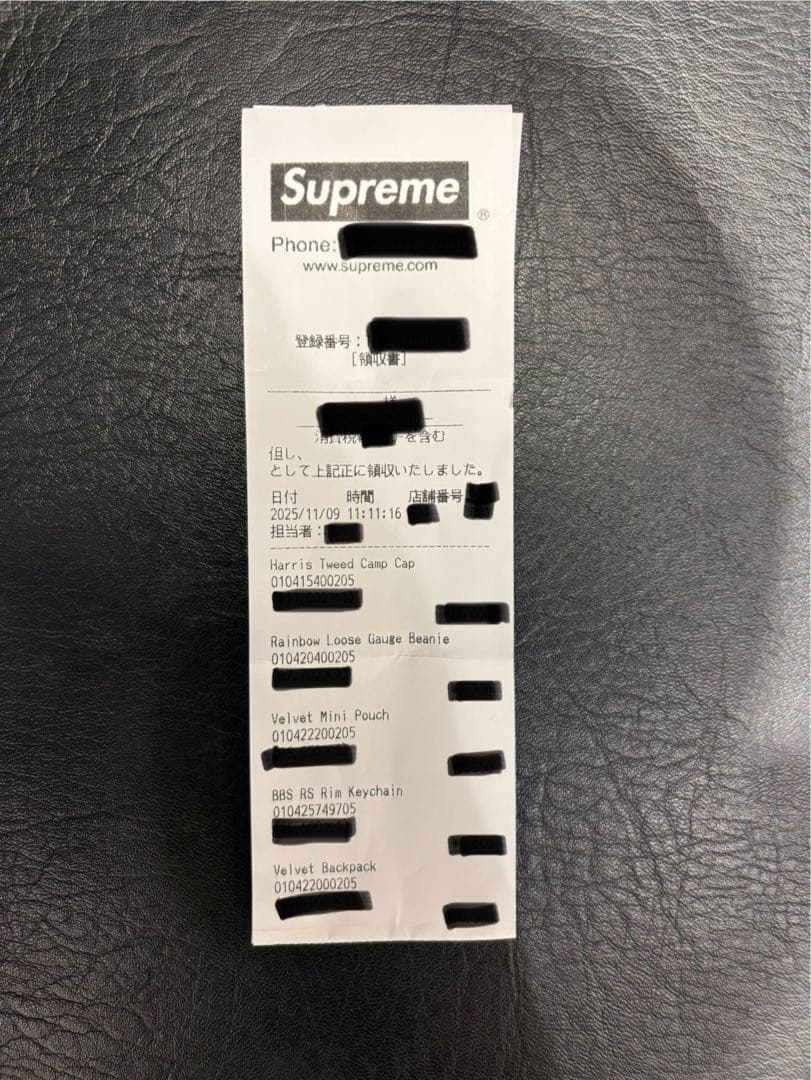 Supreme
®
Phone:
www.supreme.com
登録番号:
[領収書]
様
消費税 を含む
但し、
として上記正に領収いたしました。
日付 時間 店舗番号
2025/11/09 11:11:16
担当者:
Harris Tweed Camp Cap
010415400205
Rainbow Loose Gauge Beanie
010420400205
Velvet Mini Pouch
010422200205
BBS RS Rim Keychain
010425749705
Velvet Backpack
010422000205